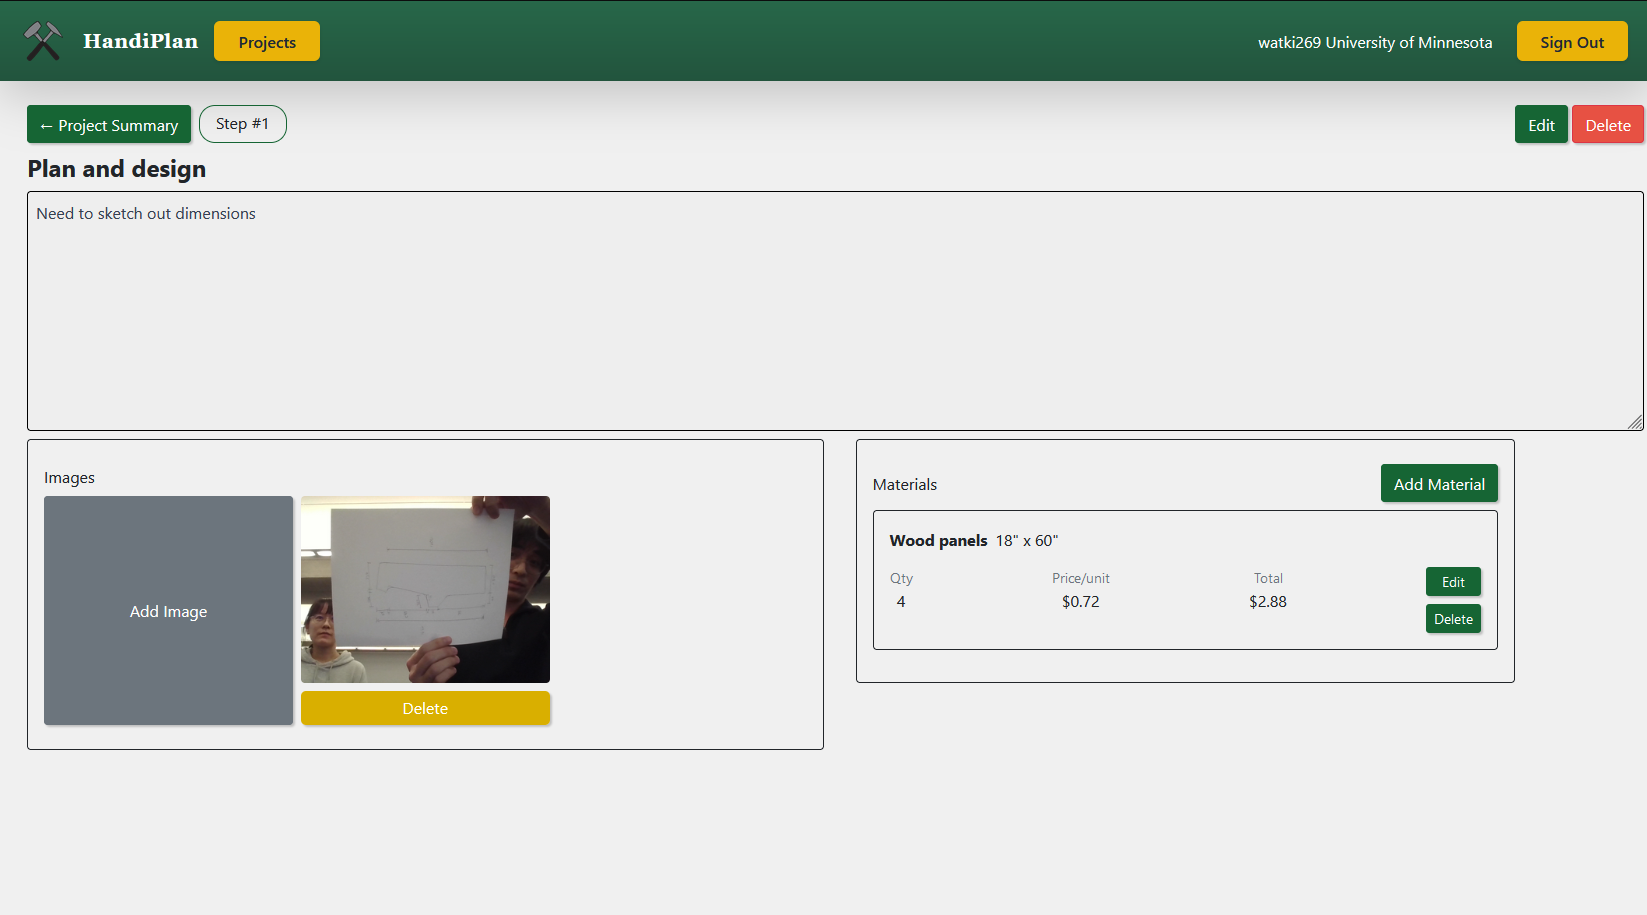 HandiPlan Projects watki269 University of Minnesota Sign Out
← Project Summary Step #1 Edit Delete
Plan and design
Need to sketch out dimensions
Images
Add Image
Delete
Materials Add Material
Wood panels 18" x 60"
Qty Price/unit Total Edit
4 $0.72 $2.88
Delete